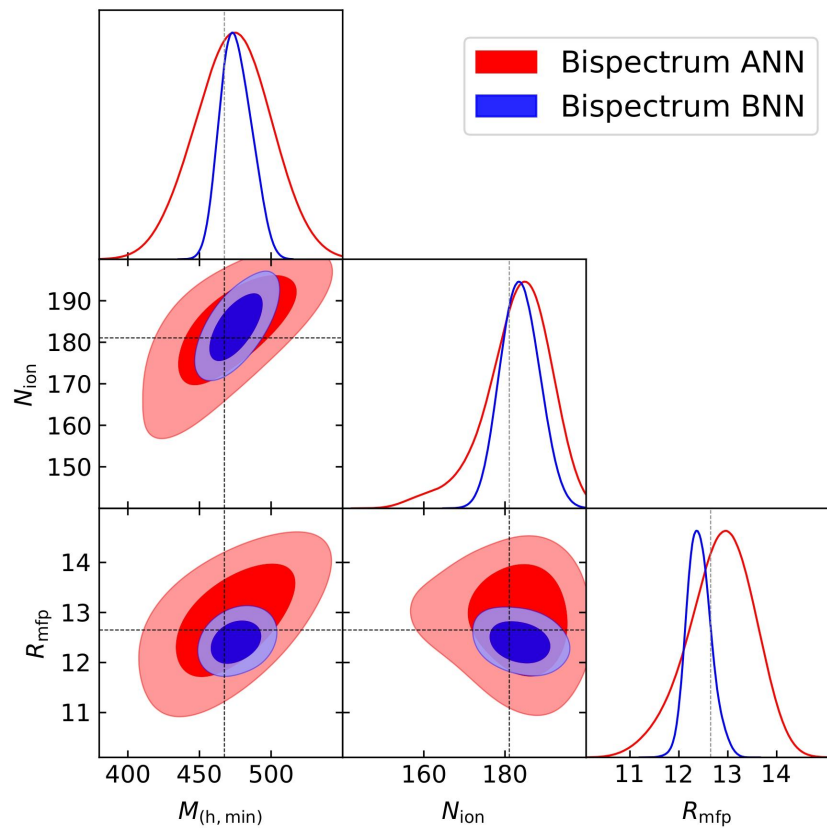 Bispectrum ANN
Bispectrum BNN
190
180
170
160
150
N_ion
14
13
12
11
R_mfp
400 450 500
160 180
11 12 13 14
M_(h, min)
N_ion
R_mfp